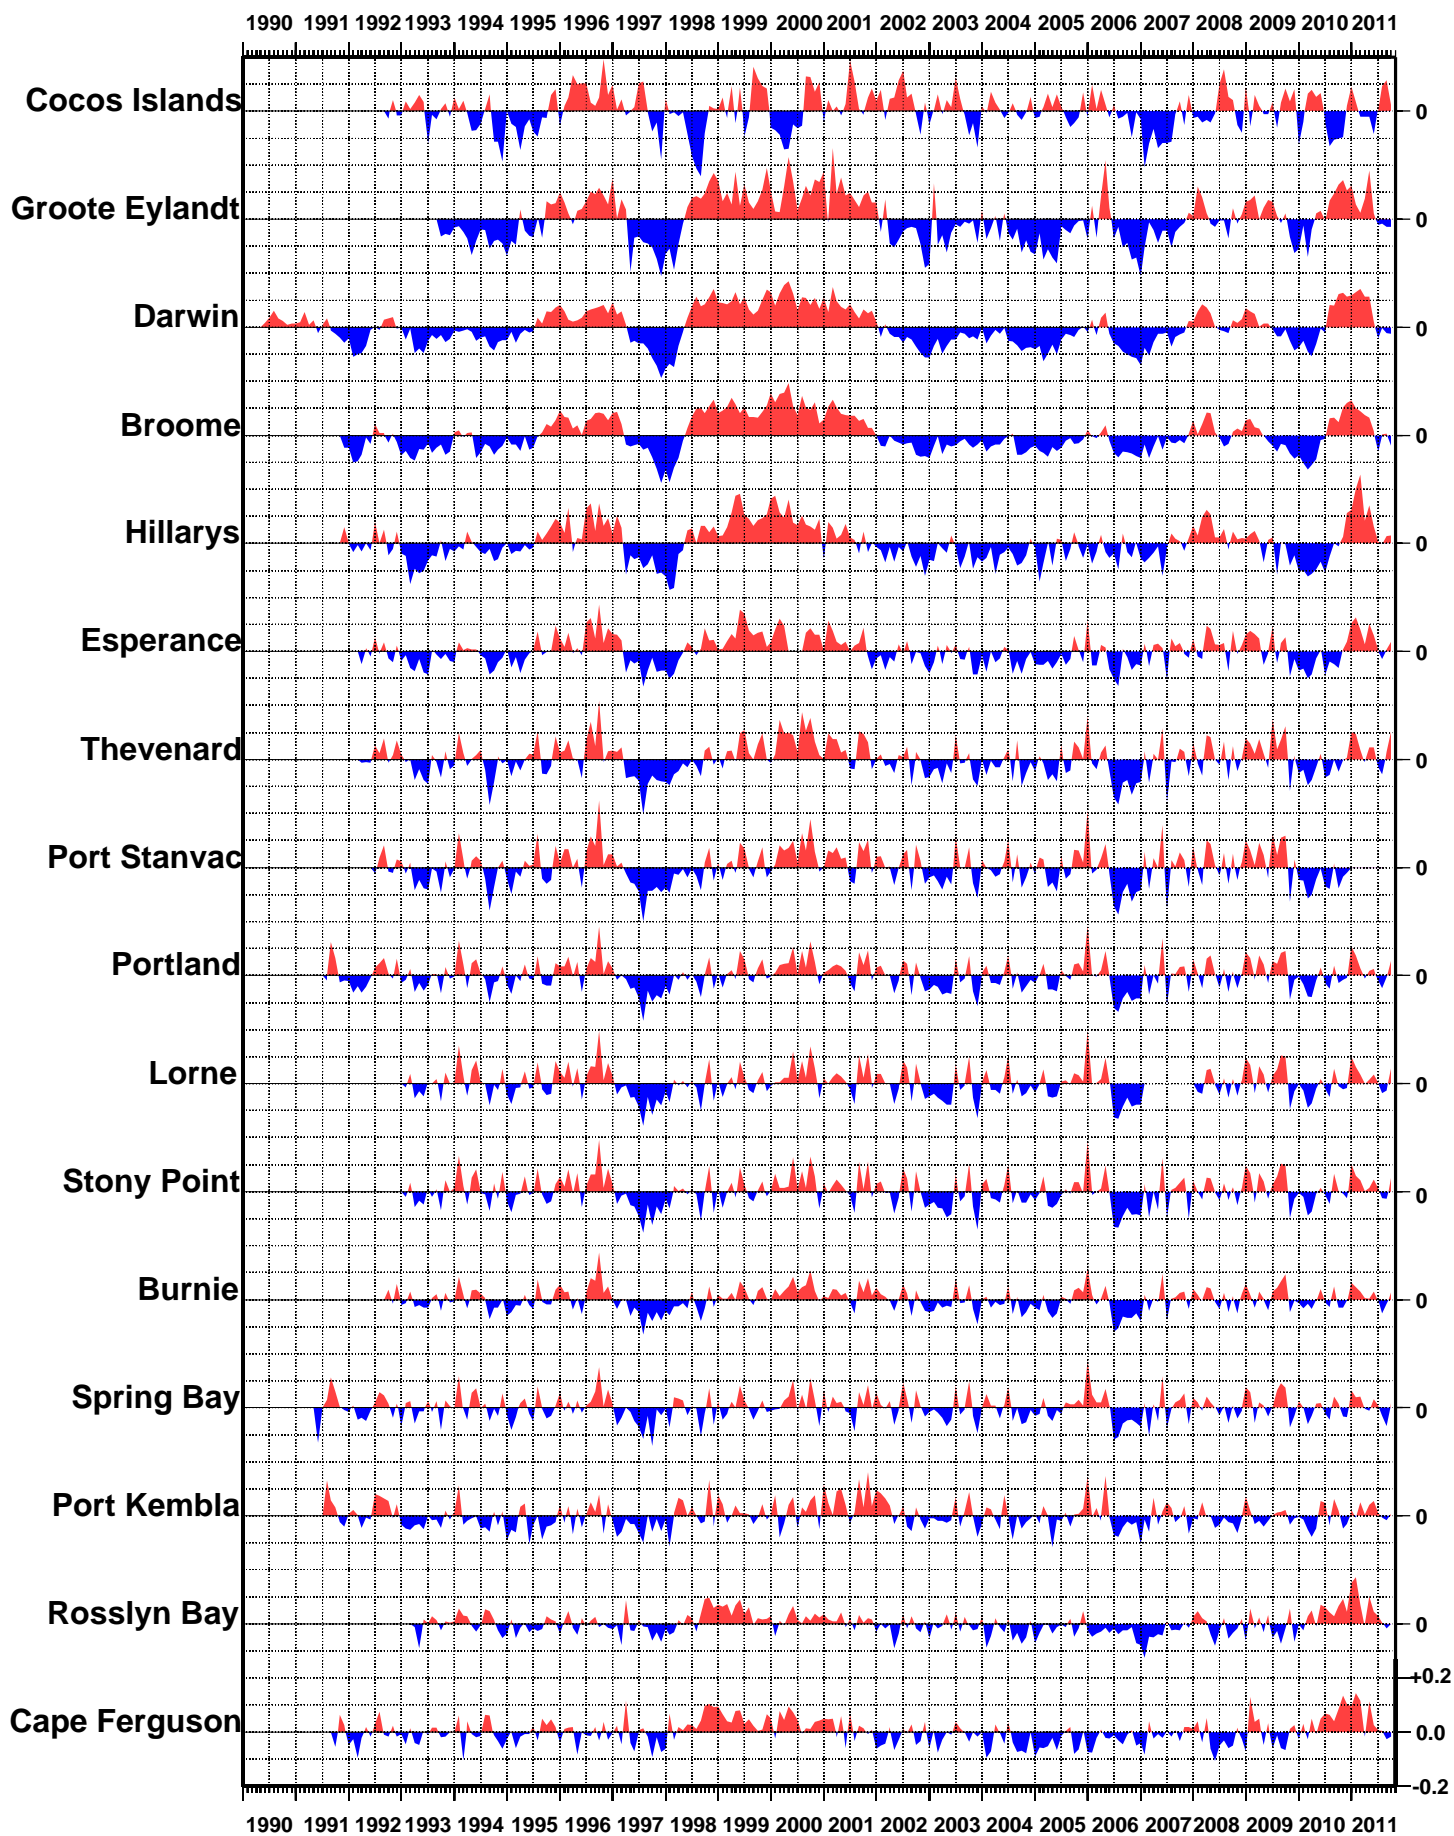 1990 1991 1992 1993 1994 1995 1996 1997 1998 1999 2000 2001 2002 2003 2004 2005 2006 2007 2008 2009 2010 2011
Cocos Islands 0
Groote Eylandt 0
Darwin 0
Broome 0
Hillarys 0
Esperance 0
Thevenard 0
Port Stanvac 0
Portland 0
Lorne 0
Stony Point 0
Burnie 0
Spring Bay 0
Port Kembla 0
Rosslyn Bay 0
+0.2
Cape Ferguson 0.0
-0.2
1990 1991 1992 1993 1994 1995 1996 1997 1998 1999 2000 2001 2002 2003 2004 2005 2006 2007 2008 2009 2010 2011